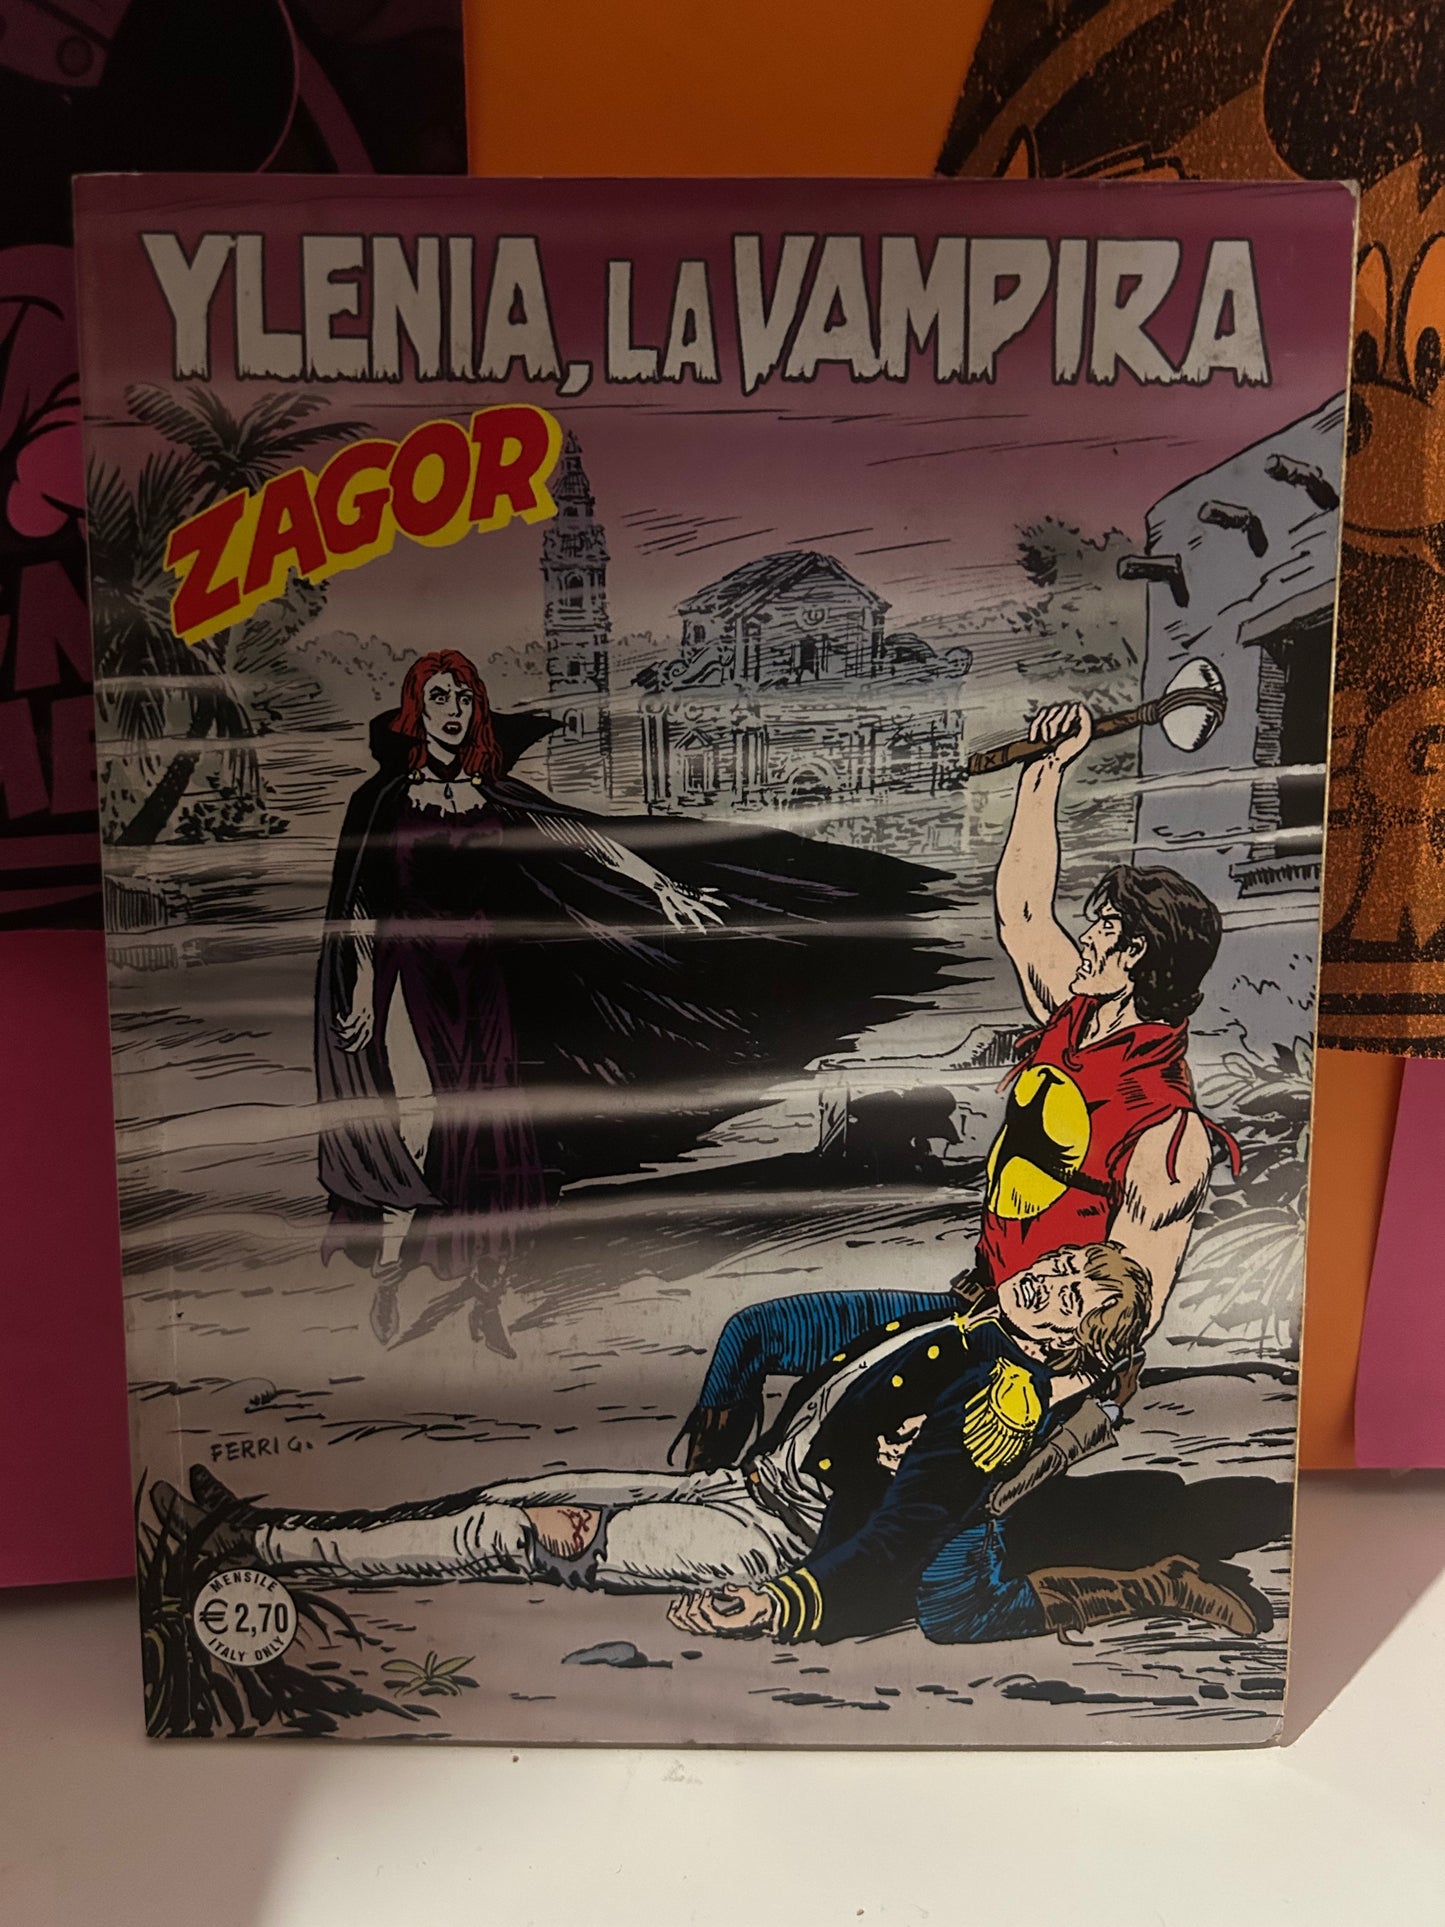 YLENIA, LA VAMPIRA
ZAGOR
FERRI G.
MENSILE
€ 2,70
ITALY ONLY